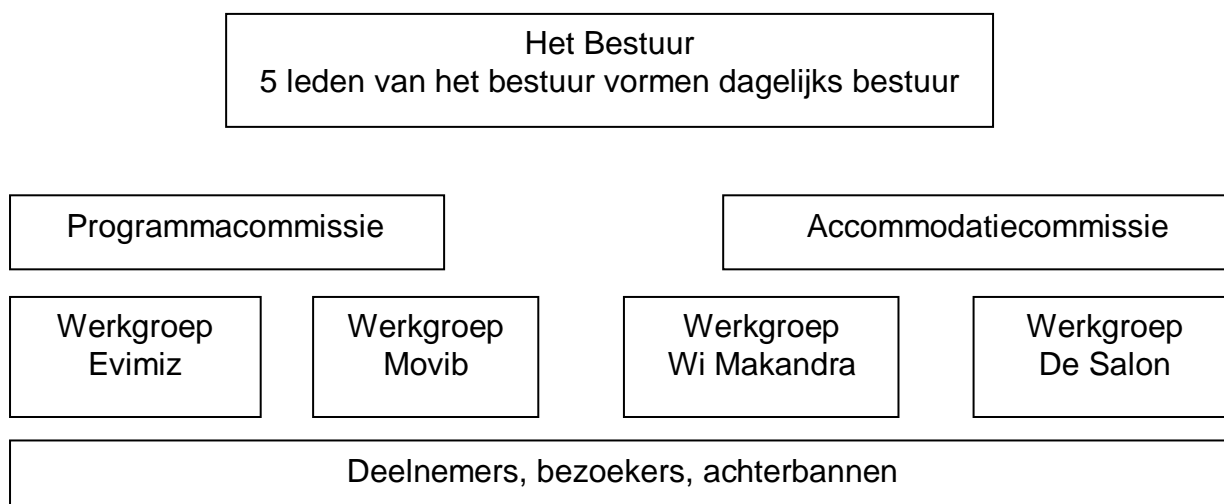 Het Bestuur
5 leden van het bestuur vormen dagelijks bestuur
Programmacommissie
Accommodatiecommissie
Werkgroep
Evimiz
Werkgroep
Movib
Werkgroep
Wi Makandra
Werkgroep
De Salon
Deelnemers, bezoekers, achterbannen